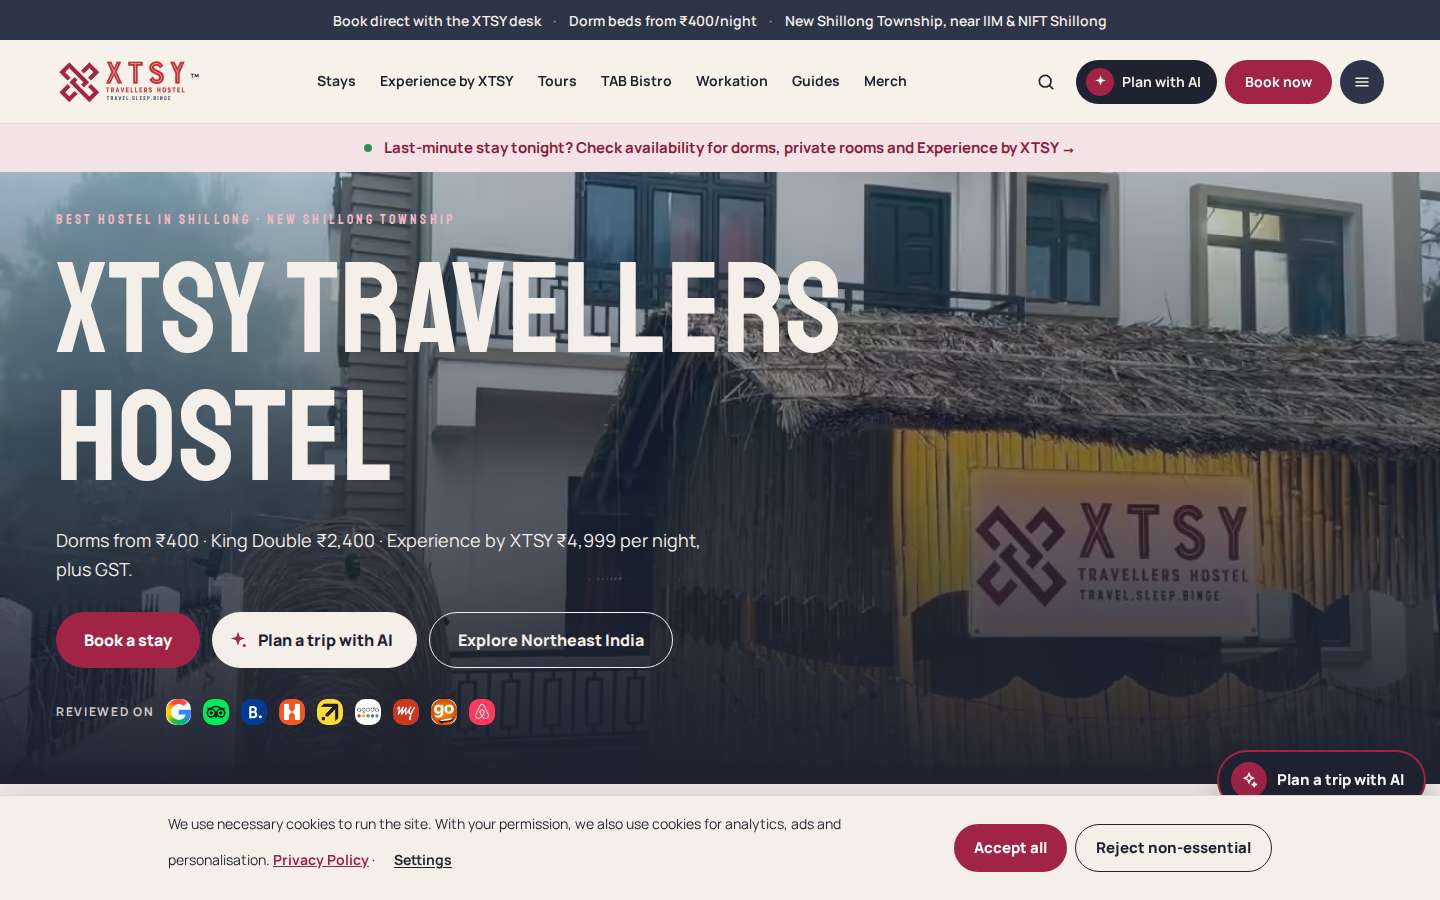 Book direct with the XTSY desk · Dorm beds from ₹400/night · New Shillong Township, near IIM & NIFT Shillong
XTSY ™
TRAVELLERS HOSTEL
TRAVEL.SLEEP.BINGE
Stays Experience by XTSY Tours TAB Bistro Workation Guides Merch
Plan with AI
Book now
Last-minute stay tonight? Check availability for dorms, private rooms and Experience by XTSY →
BEST HOSTEL IN SHILLONG · NEW SHILLONG TOWNSHIP
XTSY TRAVELLERS
HOSTEL
Dorms from ₹400 · King Double ₹2,400 · Experience by XTSY ₹4,999 per night,
plus GST.
Book a stay
Plan a trip with AI
Explore Northeast India
XTSY
TRAVELLERS HOSTEL
TRAVEL.SLEEP.BINGE
REVIEWED ON
G
B.
H
agoda
my
go
Plan a trip with AI
We use necessary cookies to run the site. With your permission, we also use cookies for analytics, ads and
personalisation. Privacy Policy · Settings
Accept all
Reject non-essential